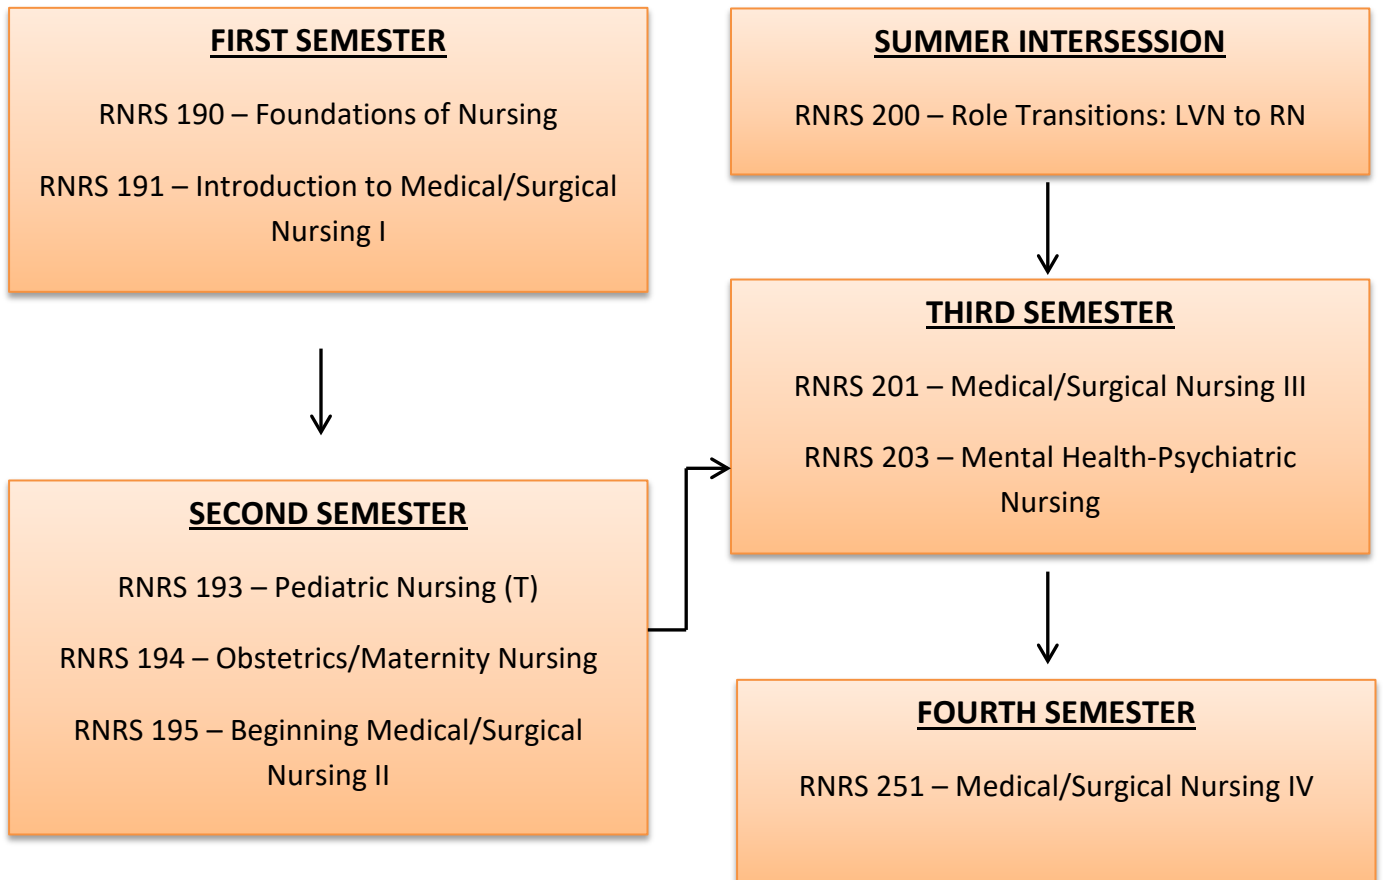 FIRST SEMESTER
RNRS 190 – Foundations of Nursing
RNRS 191 – Introduction to Medical/Surgical
Nursing I
SECOND SEMESTER
RNRS 193 – Pediatric Nursing (T)
RNRS 194 – Obstetrics/Maternity Nursing
RNRS 195 – Beginning Medical/Surgical
Nursing II
SUMMER INTERSESSION
RNRS 200 – Role Transitions: LVN to RN
THIRD SEMESTER
RNRS 201 – Medical/Surgical Nursing III
RNRS 203 – Mental Health-Psychiatric
Nursing
FOURTH SEMESTER
RNRS 251 – Medical/Surgical Nursing IV